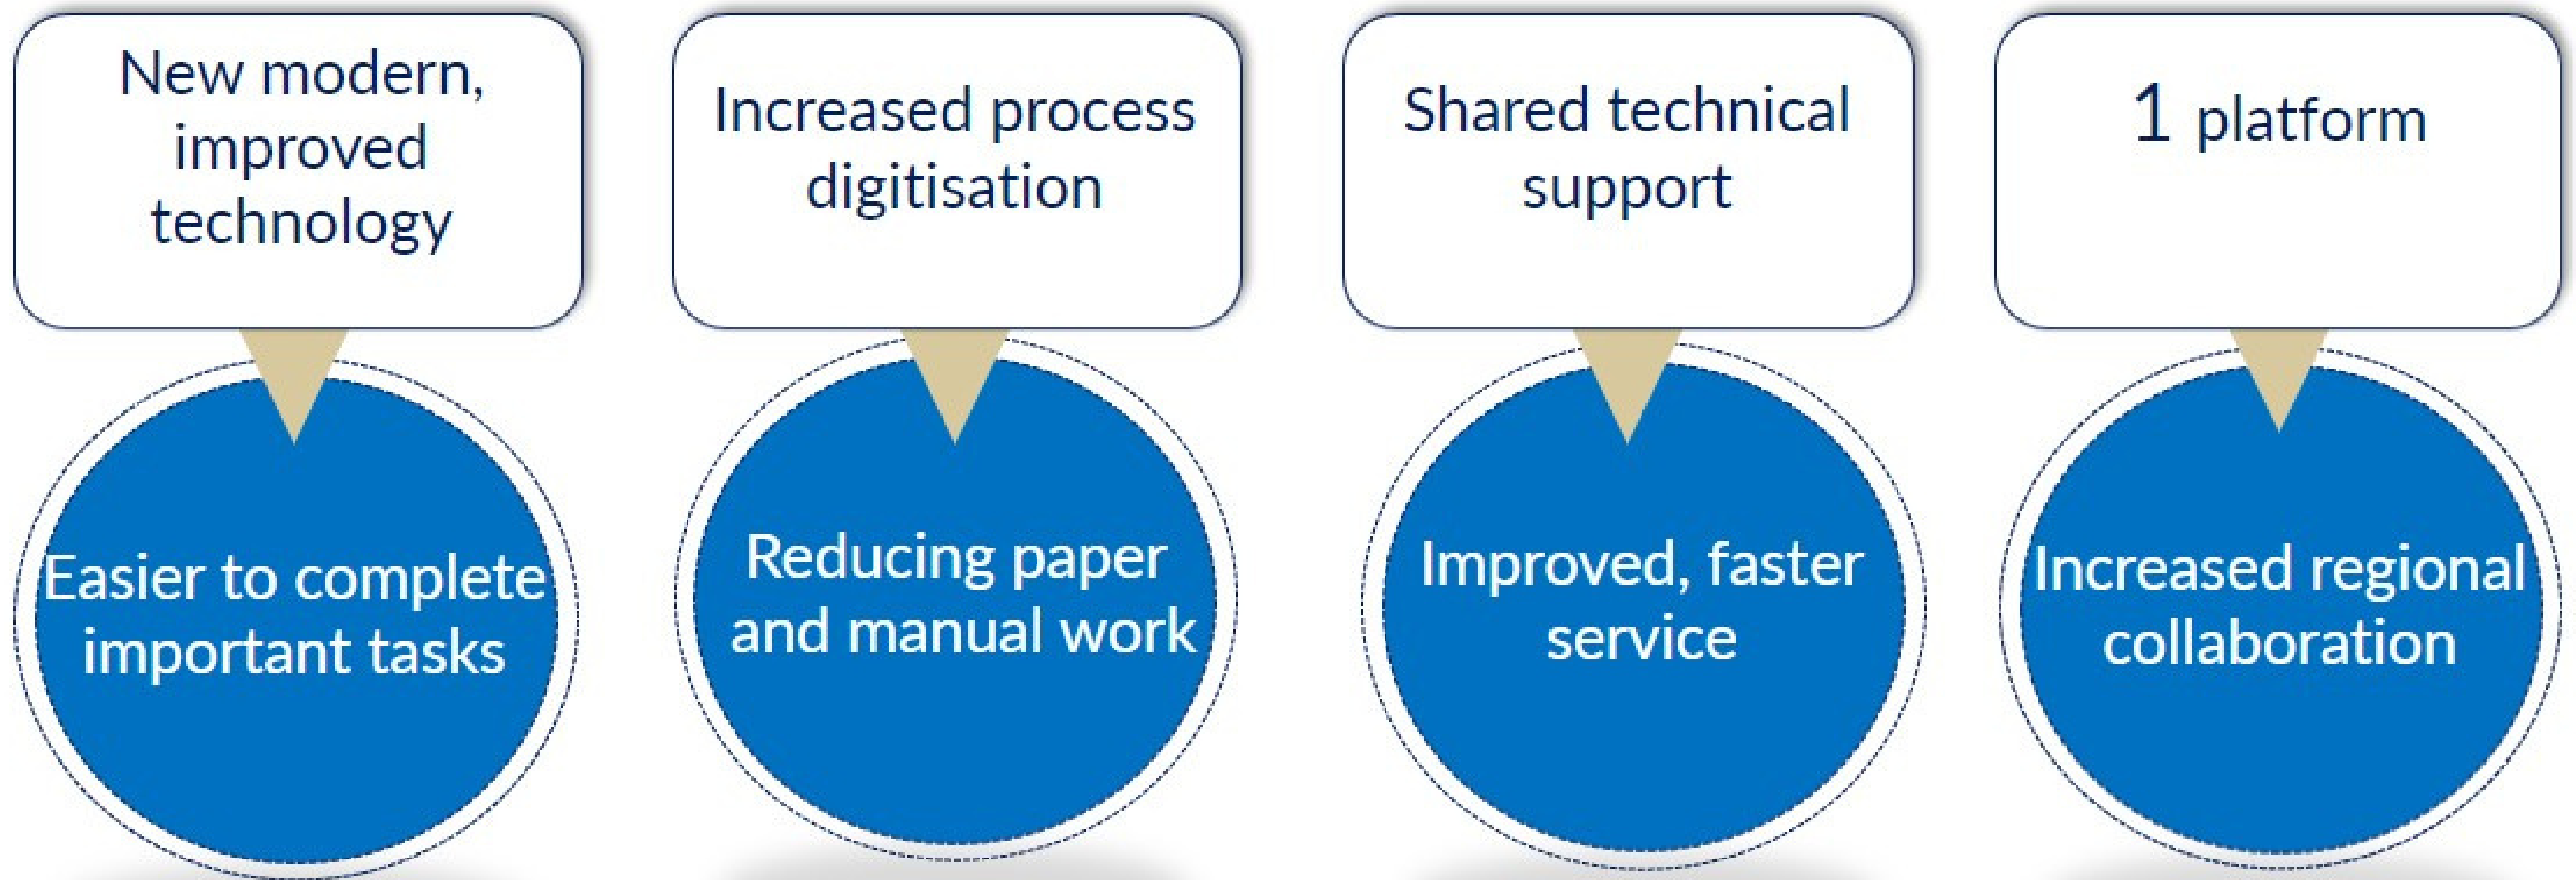 New modern,
improved
technology
Easier to complete
important tasks
Increased process
digitisation
Reducing paper
and manual work
Shared technical
support
Improved, faster
service
1 platform
Increased regional
collaboration